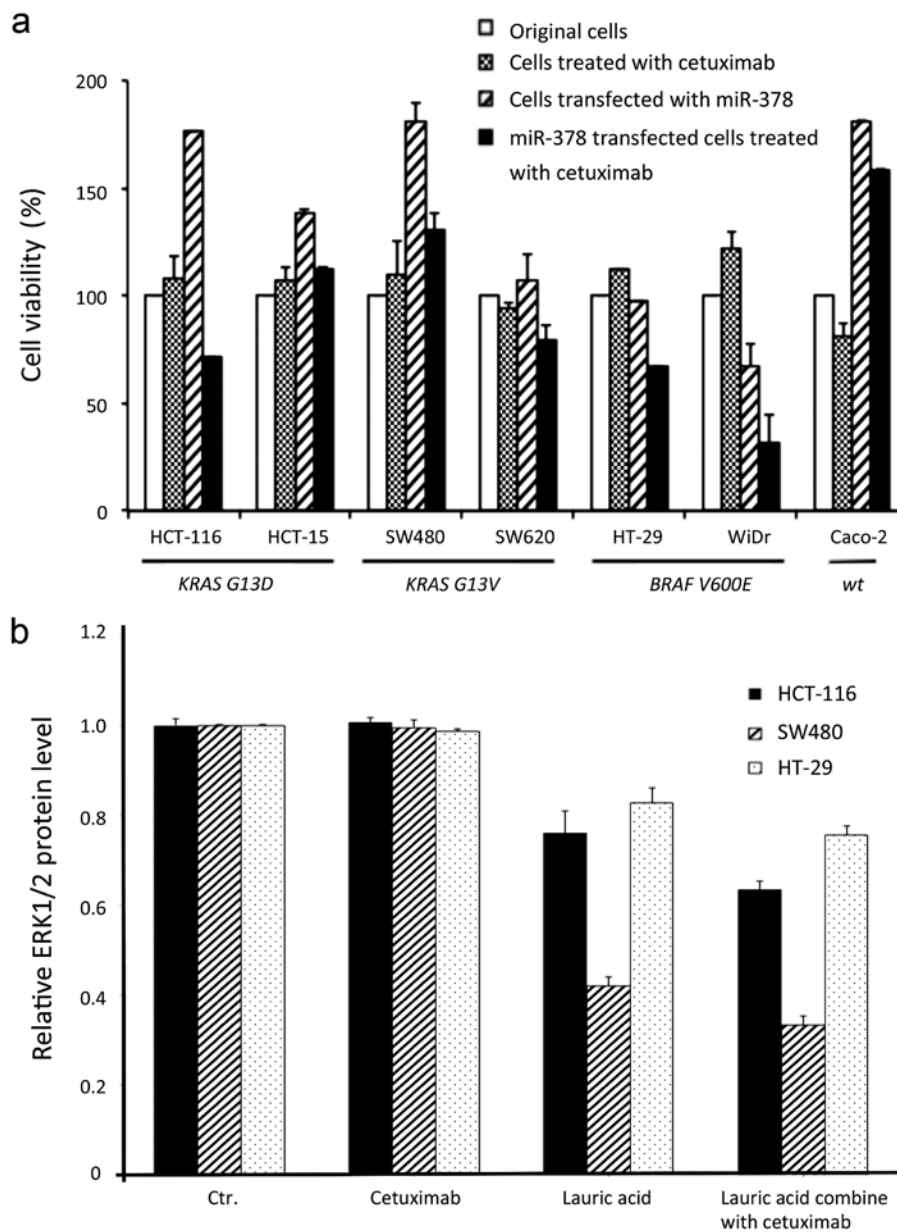 a
Original cells
Cells treated with cetuximab
Cells transfected with miR-378
miR-378 transfected cells treated
with cetuximab
Cell viability (%)
200
150
100
50
0
HCT-116 HCT-15 SW480 SW620 HT-29 WiDr Caco-2
KRAS G13D KRAS G13V BRAF V600E wt
b
Relative ERK1/2 protein level
1.2
1.0
0.8
0.6
0.4
0.2
0
HCT-116
SW480
HT-29
Ctr. Cetuximab Lauric acid Lauric acid combine
with cetuximab